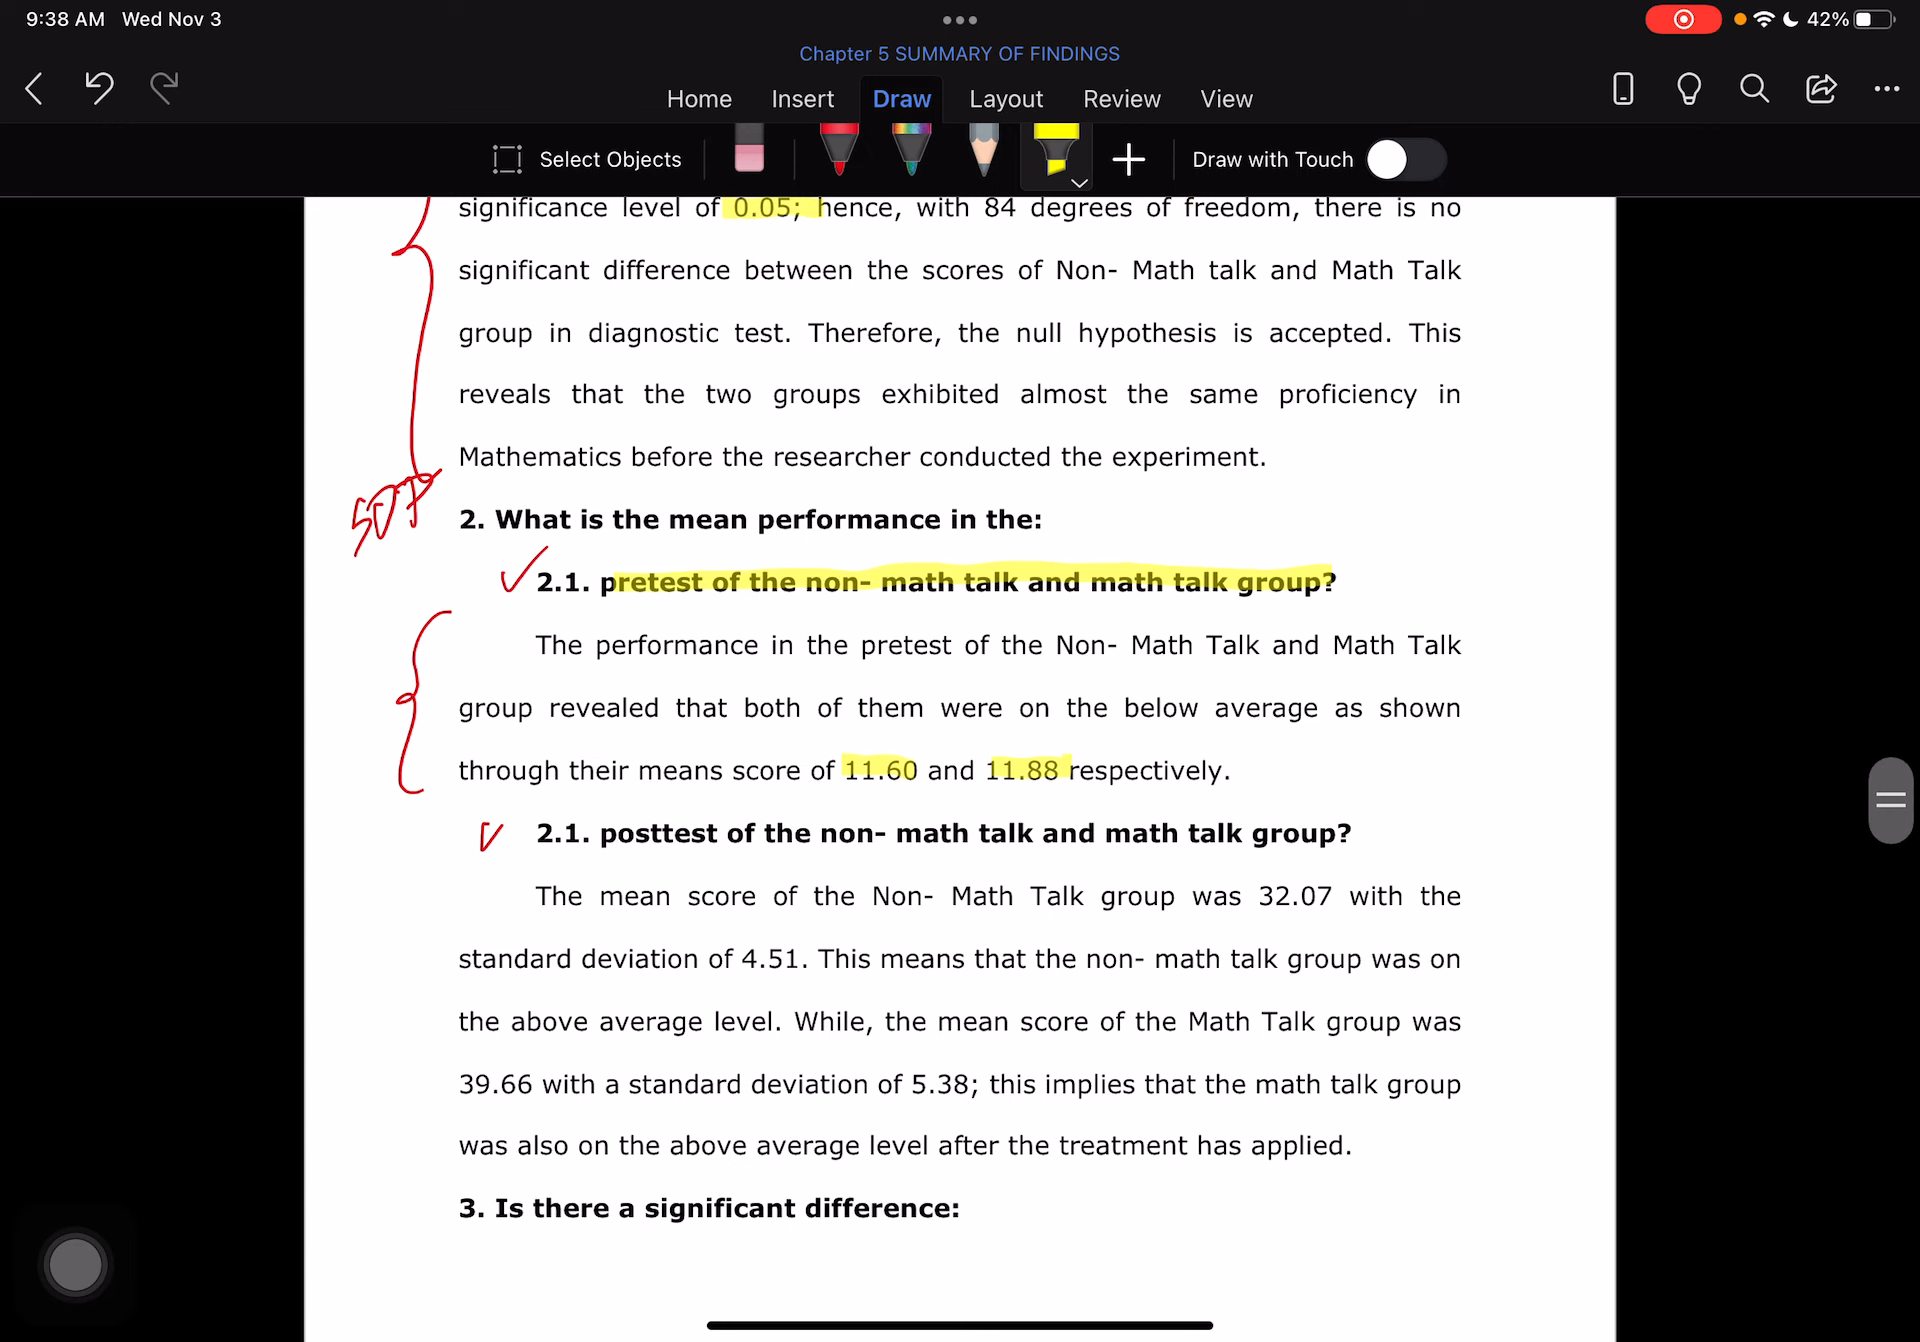 9:38 AM Wed Nov 3
42%
Chapter 5 SUMMARY OF FINDINGS
Home Insert Draw Layout Review View
Select Objects
Draw with Touch
significance level of 0.05; hence, with 84 degrees of freedom, there is no
significant difference between the scores of Non- Math talk and Math Talk
group in diagnostic test. Therefore, the null hypothesis is accepted. This
reveals that the two groups exhibited almost the same proficiency in
Mathematics before the researcher conducted the experiment.
SOP
2. What is the mean performance in the:
2.1. pretest of the non- math talk and math talk group?
The performance in the pretest of the Non- Math Talk and Math Talk
group revealed that both of them were on the below average as shown
through their means score of 11.60 and 11.88 respectively.
2.1. posttest of the non- math talk and math talk group?
The mean score of the Non- Math Talk group was 32.07 with the
standard deviation of 4.51. This means that the non- math talk group was on
the above average level. While, the mean score of the Math Talk group was
39.66 with a standard deviation of 5.38; this implies that the math talk group
was also on the above average level after the treatment has applied.
3. Is there a significant difference: